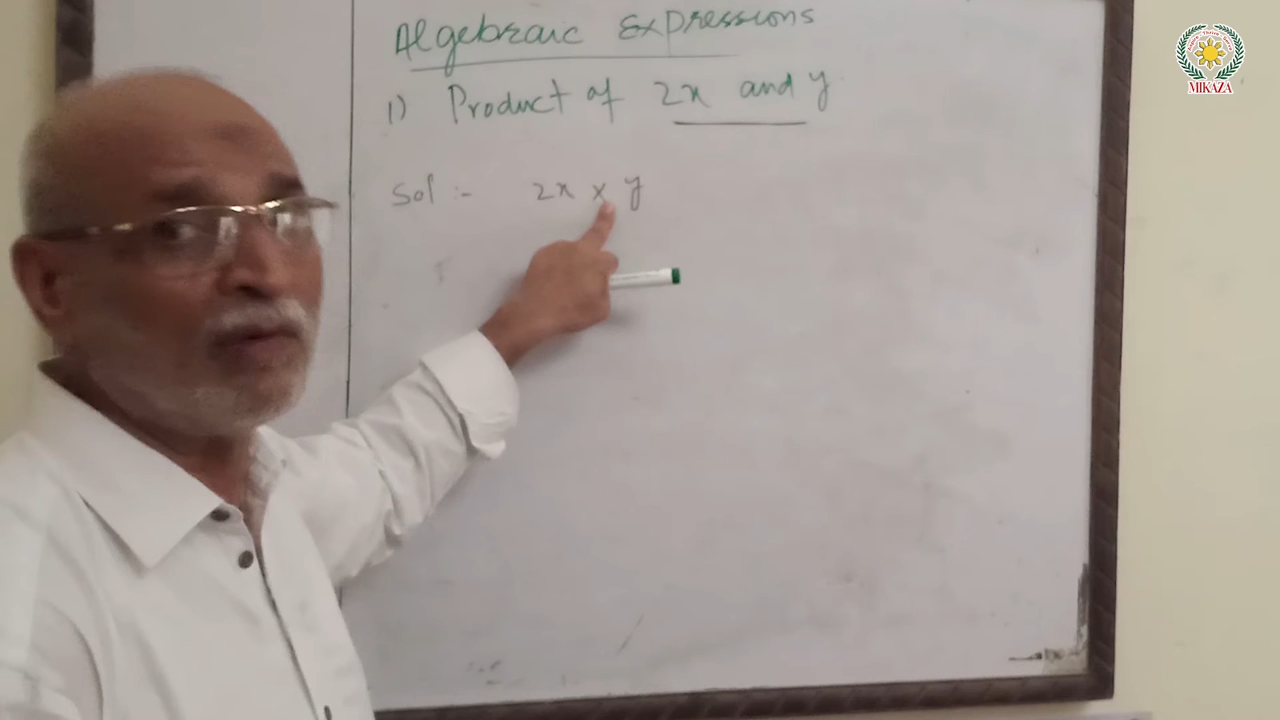 Algebraic Expressions
1) Product of 2x and y
Sol :- 2x x y
MIKAZA